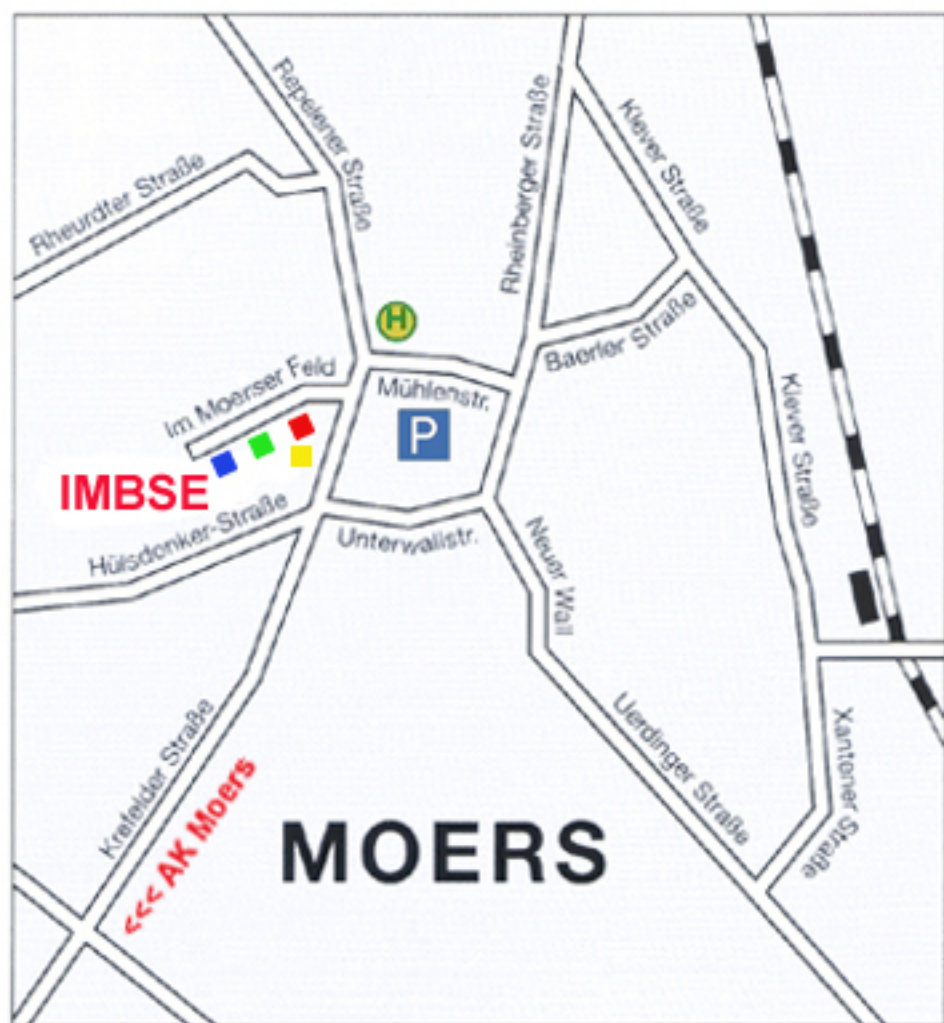 Repelener Straße
Rheurdter Straße
Rheinberger Straße
Klever Straße
H
Im Moerser Feld
Mühlenstr.
Baerler Straße
P
Klever Straße
IMBSE
Hülsdonker-Straße
Unterwallstr.
Neuer Wall
Krefelder Straße
<<< AK Moers
Uerdinger Straße
Xantoner Straße
MOERS